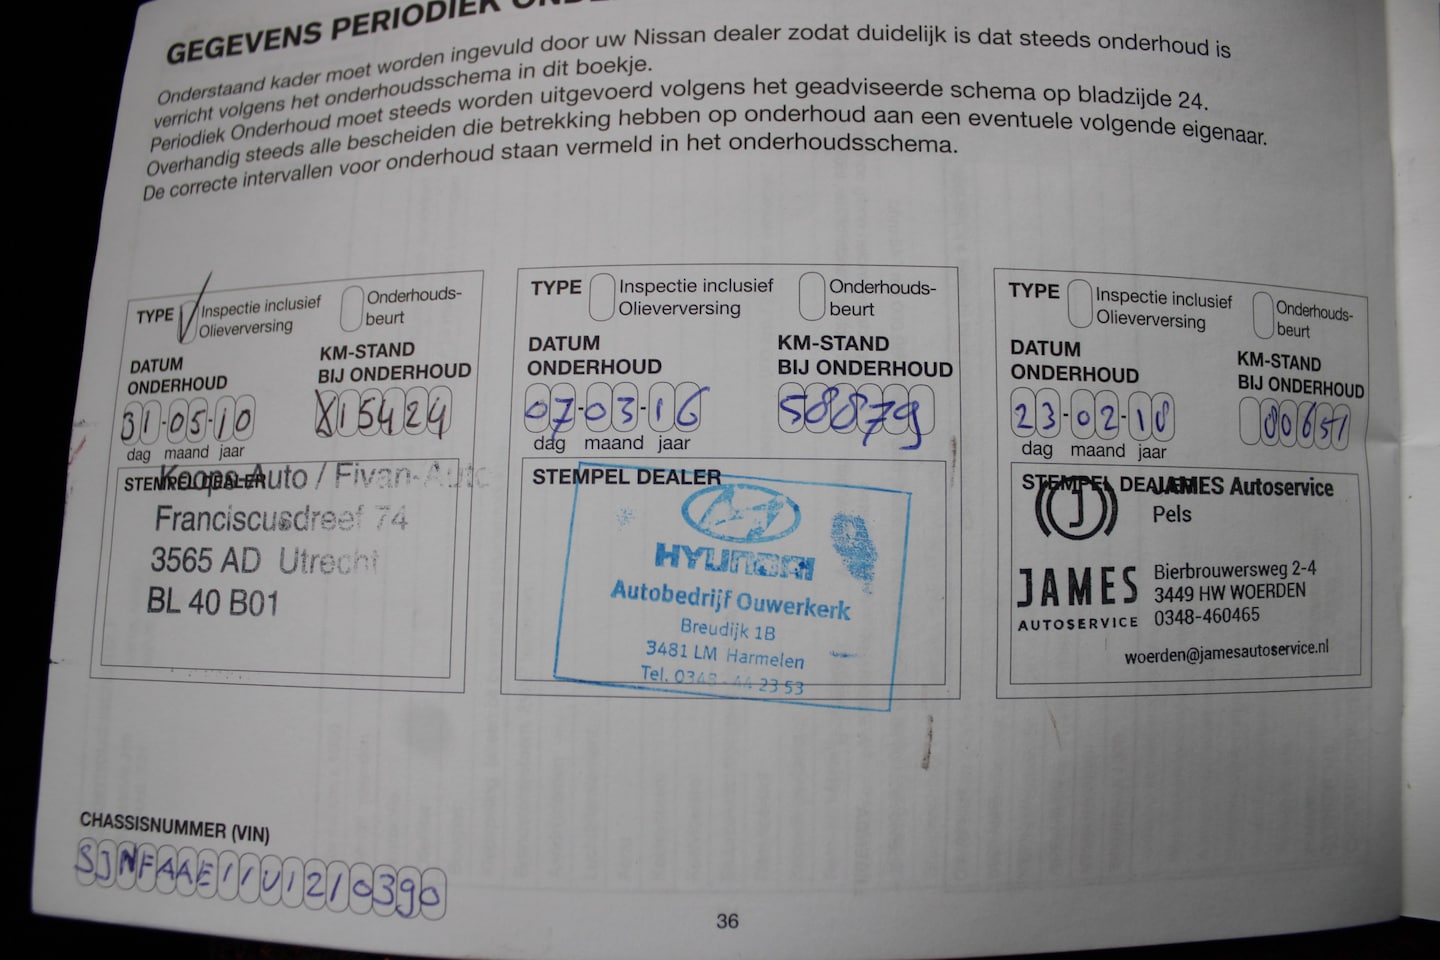 GEGEVENS PERIODIEK
Onderstaand kader moet worden ingevuld door uw Nissan dealer zodat duidelijk is dat steeds onderhoud is
verricht volgens het onderhoudsschema in dit boekje.
Periodiek Onderhoud moet steeds worden uitgevoerd volgens het geadviseerde schema op bladzijde 24.
Overhandig steeds alle bescheiden die betrekking hebben op onderhoud aan een eventuele volgende eigenaar.
De correcte intervallen voor onderhoud staan vermeld in het onderhoudsschema.
TYPE Inspectie inclusief Olieverversing Onderhouds-beurt
DATUM ONDERHOUD
KM-STAND BIJ ONDERHOUD
31-05-10 X15424
dag maand jaar
STEMPEL DEALER
Koops Auto / Fivan-Auto
Franciscusdreef 74
3565 AD Utrecht
BL 40 B01
TYPE Inspectie inclusief Olieverversing Onderhouds-beurt
DATUM ONDERHOUD
KM-STAND BIJ ONDERHOUD
07-03-16 58879
dag maand jaar
STEMPEL DEALER
HYUNDAI
Autobedrijf Ouwerkerk
Breudijk 1B
3481 LM Harmelen
Tel. 0348 - 44 23 53
TYPE Inspectie inclusief Olieverversing Onderhouds-beurt
DATUM ONDERHOUD
KM-STAND BIJ ONDERHOUD
23-02-18 80651
dag maand jaar
STEMPEL DEALER
JAMES Autoservice
Pels
J
JAMES
AUTOSERVICE
Bierbrouwersweg 2-4
3449 HW WOERDEN
0348-460465
woerden@jamesautoservice.nl
CHASSISNUMMER (VIN)
SJNFAAE11U1210390
36